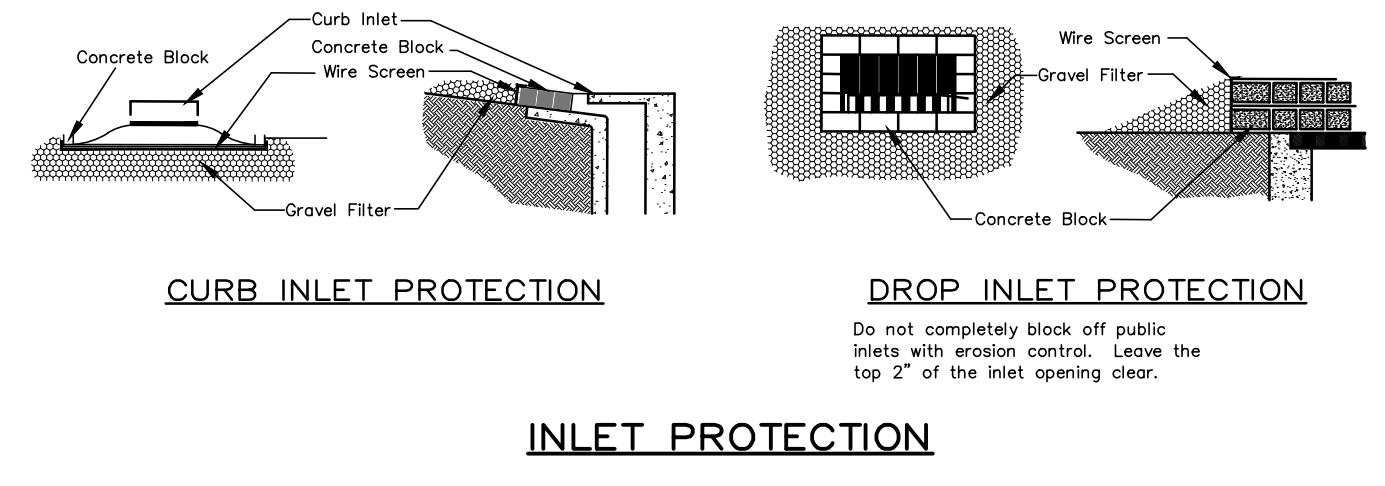 Curb Inlet
Concrete Block
Concrete Block
Wire Screen
Gravel Filter
CURB INLET PROTECTION
Wire Screen
Gravel Filter
Concrete Block
DROP INLET PROTECTION
Do not completely block off public
inlets with erosion control. Leave the
top 2” of the inlet opening clear.
INLET PROTECTION